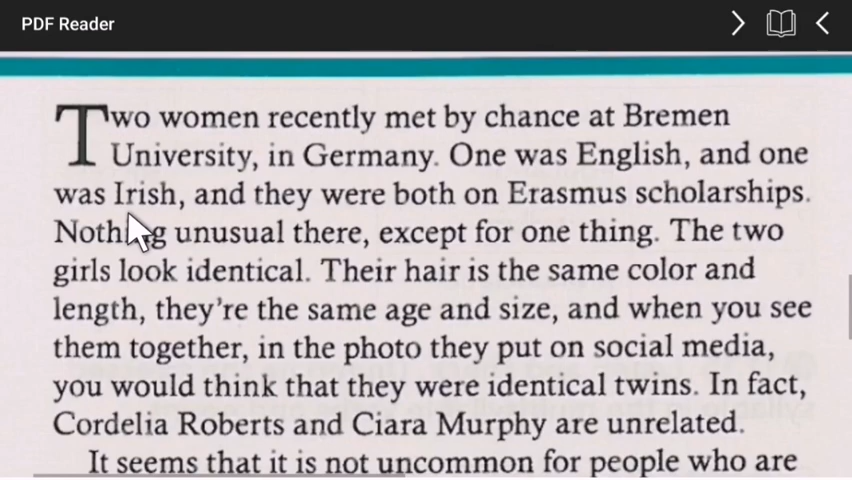 PDF Reader
Two women recently met by chance at Bremen
University, in Germany. One was English, and one
was Irish, and they were both on Erasmus scholarships.
Nothing unusual there, except for one thing. The two
girls look identical. Their hair is the same color and
length, they're the same age and size, and when you see
them together, in the photo they put on social media,
you would think that they were identical twins. In fact,
Cordelia Roberts and Ciara Murphy are unrelated.
It seems that it is not uncommon for people who are